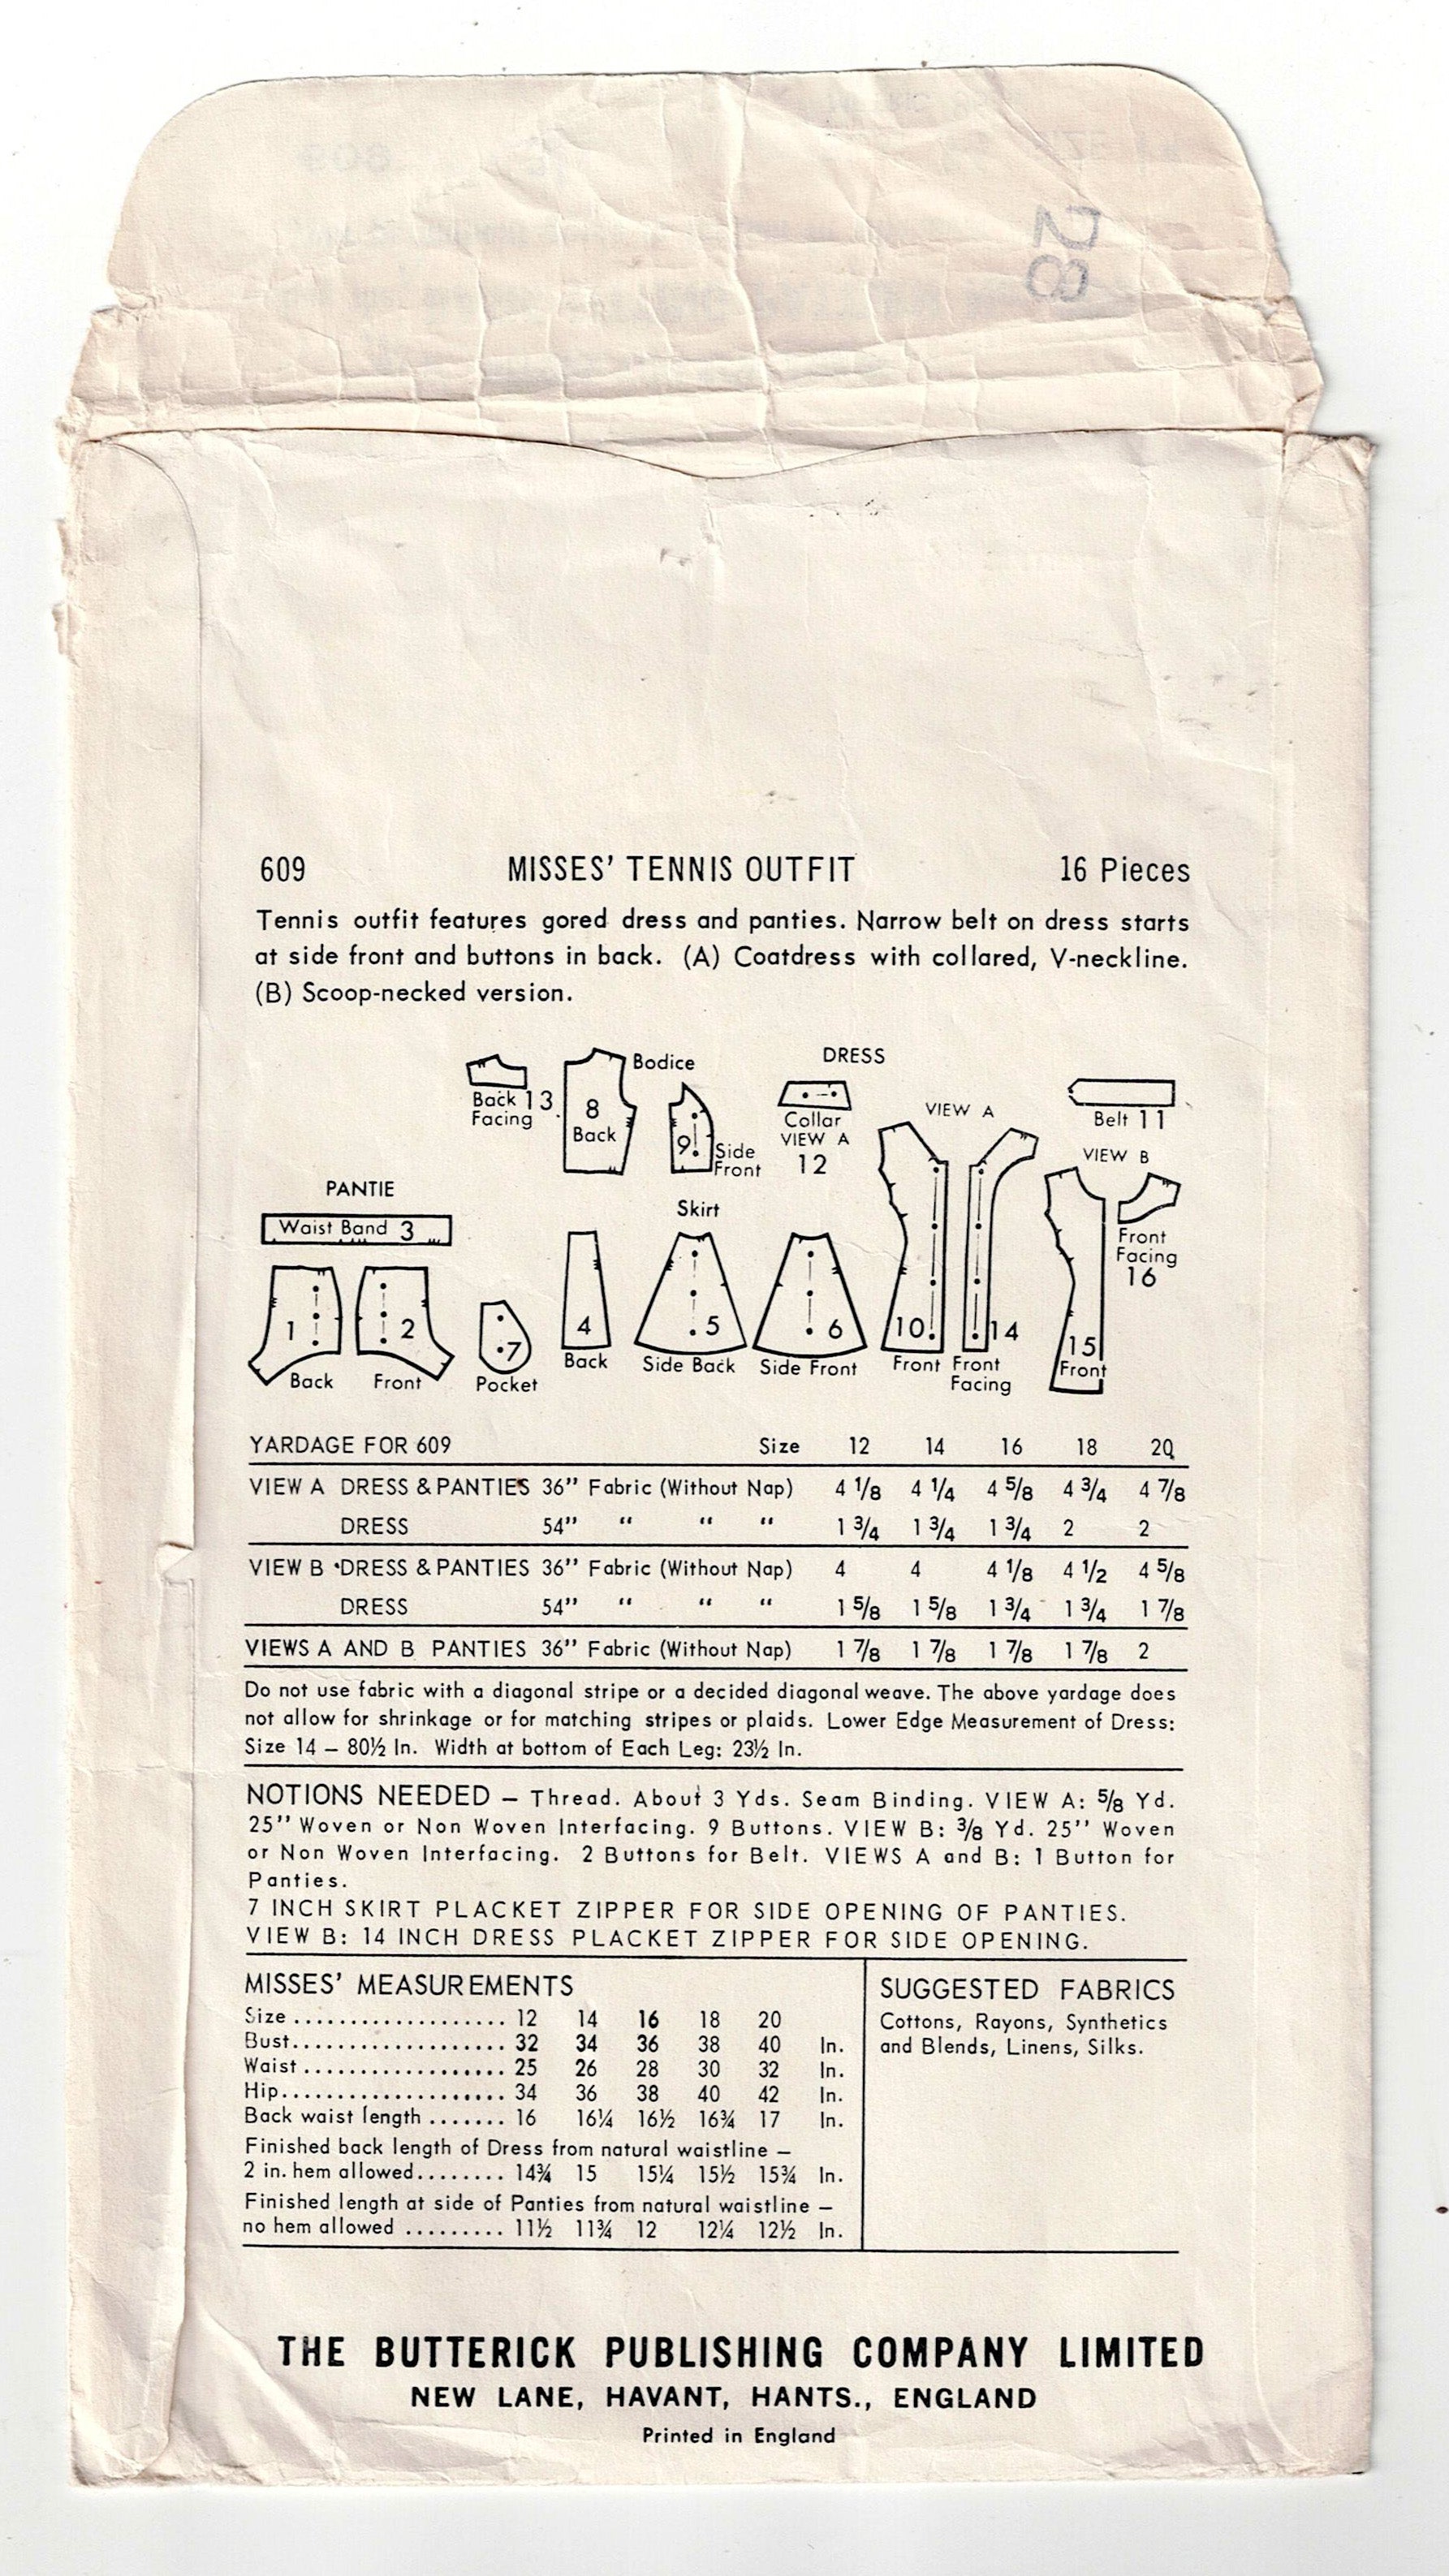 28
609 MISSES' TENNIS OUTFIT 16 Pieces
Tennis outfit features gored dress and panties. Narrow belt on dress starts
at side front and buttons in back. (A) Coatdress with collared, V-neckline.
(B) Scoop-necked version.
DRESS
Bodice
Back 13
Facing
8
Back
9
Side
Front
Collar
VIEW A
12
VIEW A
Belt 11
VIEW B
PANTIE
Waist Band 3
Skirt
Front
Facing
16
1
Back
2
Front
7
Pocket
4
Back
5
Side Back
6
Side Front
10
Front
14
Front
Facing
15
Front
YARDAGE FOR 609 Size 12 14 16 18 20
VIEW A DRESS & PANTIES 36" Fabric (Without Nap) 4 1/8 4 1/4 4 5/8 4 3/4 4 7/8
DRESS 54" " " " 1 3/4 1 3/4 1 3/4 2 2
VIEW B DRESS & PANTIES 36" Fabric (Without Nap) 4 4 4 1/8 4 1/2 4 5/8
DRESS 54" " " " 1 5/8 1 5/8 1 3/4 1 3/4 1 7/8
VIEWS A AND B PANTIES 36" Fabric (Without Nap) 1 7/8 1 7/8 1 7/8 1 7/8 2
Do not use fabric with a diagonal stripe or a decided diagonal weave. The above yardage does
not allow for shrinkage or for matching stripes or plaids. Lower Edge Measurement of Dress:
Size 14 – 80½ In. Width at bottom of Each Leg: 23½ In.
NOTIONS NEEDED – Thread. About 3 Yds. Seam Binding. VIEW A: 5/8 Yd.
25" Woven or Non Woven Interfacing. 9 Buttons. VIEW B: 3/8 Yd. 25" Woven
or Non Woven Interfacing. 2 Buttons for Belt. VIEWS A and B: 1 Button for
Panties.
7 INCH SKIRT PLACKET ZIPPER FOR SIDE OPENING OF PANTIES.
VIEW B: 14 INCH DRESS PLACKET ZIPPER FOR SIDE OPENING.
MISSES' MEASUREMENTS
Size ................... 12 14 16 18 20
Bust................... 32 34 36 38 40 In.
Waist .................. 25 26 28 30 32 In.
Hip.................... 34 36 38 40 42 In.
Back waist length ....... 16 16¼ 16½ 16¾ 17 In.
Finished back length of Dress from natural waistline –
2 in. hem allowed........ 14¾ 15 15¼ 15½ 15¾ In.
Finished length at side of Panties from natural waistline –
no hem allowed ......... 11½ 11¾ 12 12¼ 12½ In.
SUGGESTED FABRICS
Cottons, Rayons, Synthetics
and Blends, Linens, Silks.
THE BUTTERICK PUBLISHING COMPANY LIMITED
NEW LANE, HAVANT, HANTS., ENGLAND
Printed in England